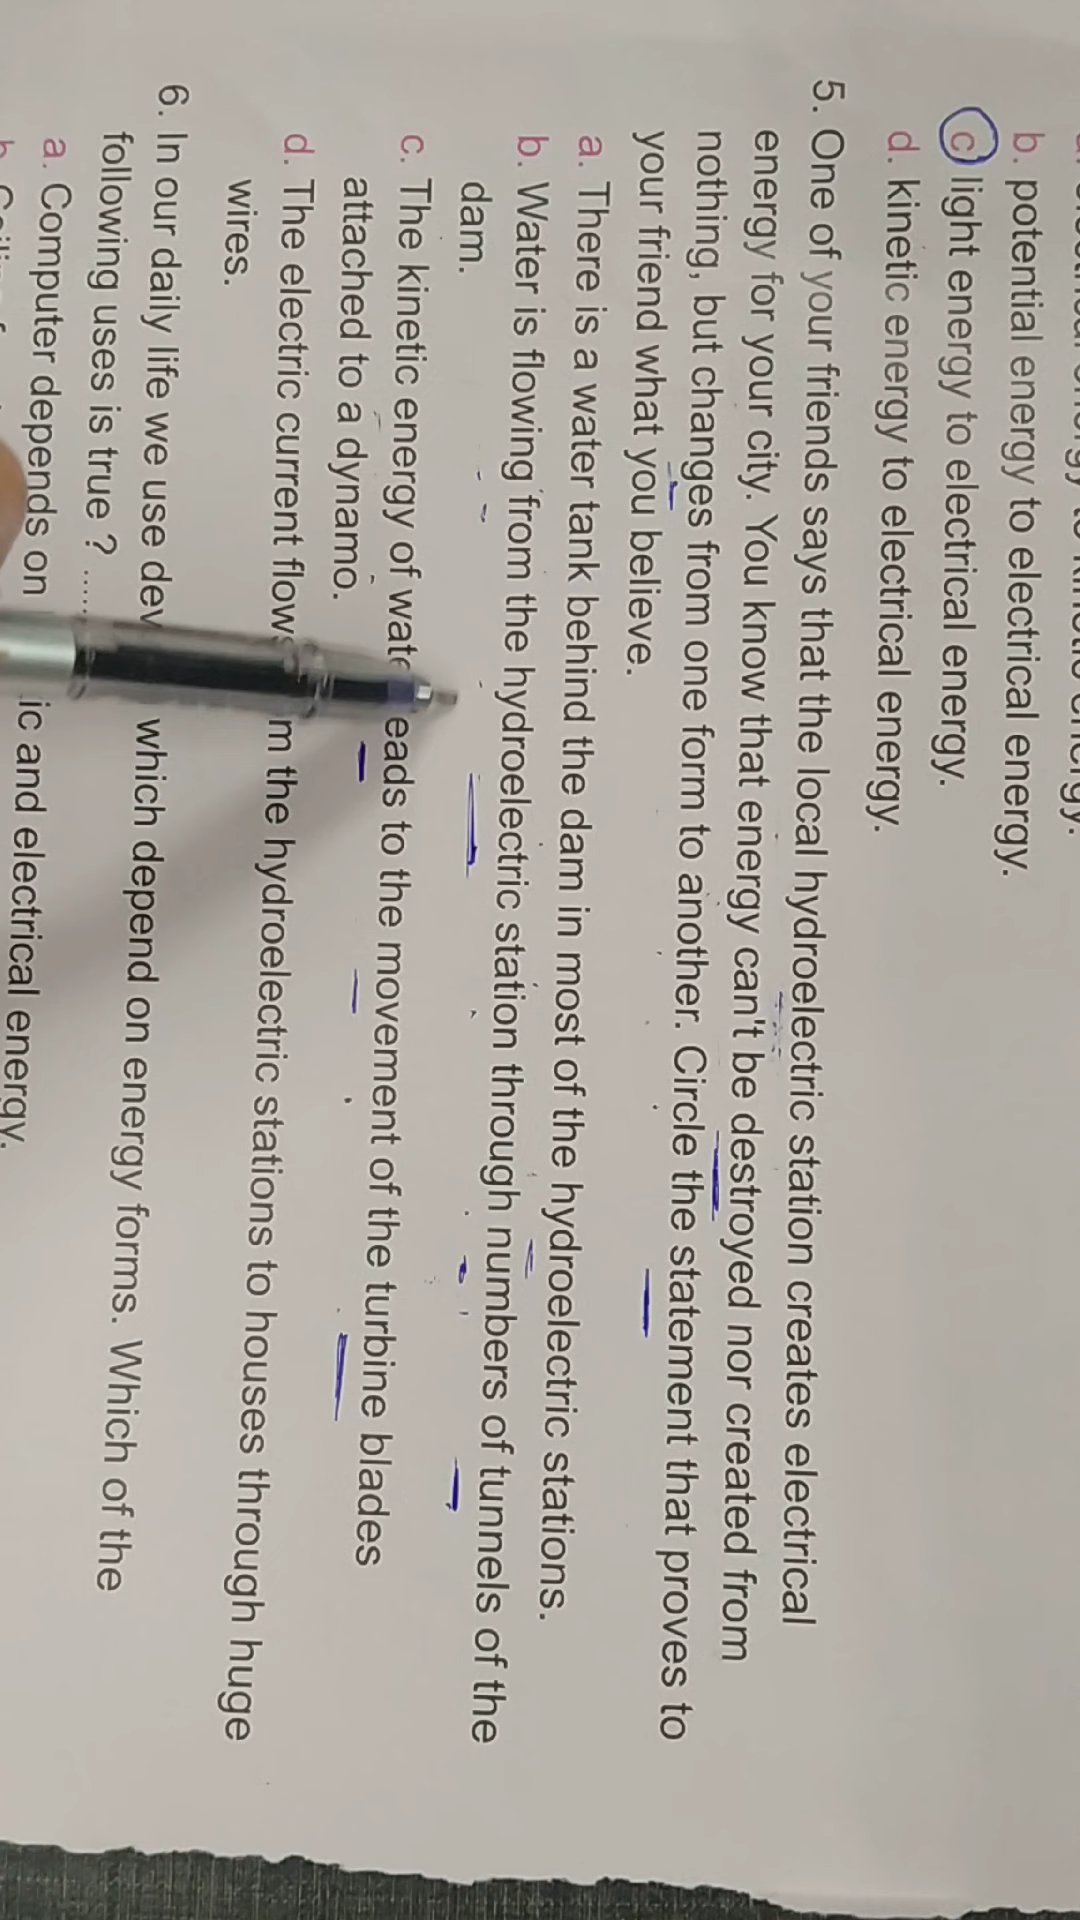 b. potential energy to electrical energy.
c light energy to electrical energy.
d. kinetic energy to electrical energy.
5. One of your friends says that the local hydroelectric station creates electrical
energy for your city. You know that energy can't be destroyed nor created from
nothing, but changes from one form to another. Circle the statement that proves to
your friend what you believe.
a. There is a water tank behind the dam in most of the hydroelectric stations.
b. Water is flowing from the hydroelectric station through numbers of tunnels of the
dam.
c. The kinetic energy of wat eads to the movement of the turbine blades
attached to a dynamo.
d. The electric current flow m the hydroelectric stations to houses through huge
wires.
6. In our daily life we use dev which depend on energy forms. Which of the
following uses is true ? .....
a. Computer depends on ic and electrical energy.